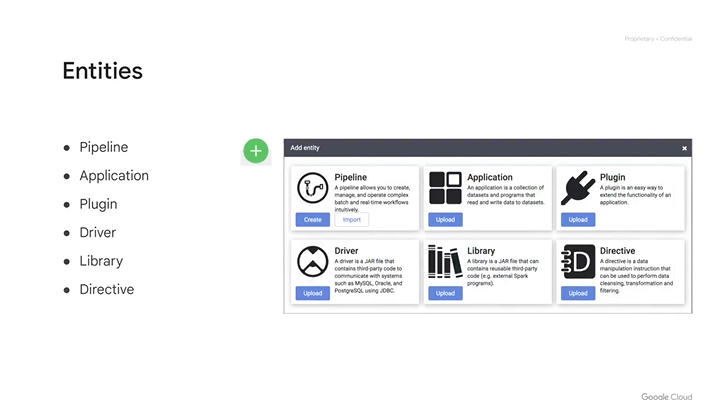 Proprietary + Confidential
Entities
● Pipeline
● Application
● Plugin
● Driver
● Library
● Directive
Add entity
Pipeline
A pipeline allows you to create,
manage, and operate complex
batch and real-time workflows
intuitively.
Create
Import
Application
An application is a collection of
datasets and programs that
read and write data to datasets.
Upload
Plugin
A plugin is an easy way to
extend the functionality of an
application.
Upload
Driver
A driver is a JAR file that
contains third-party code to
communicate with systems
such as MySQL, Oracle, and
PostgreSQL using JDBC.
Upload
Library
A library is a JAR file that can
contains reusable third-party
code (e.g. external Spark
programs).
Upload
Directive
A directive is a data
manipulation instruction that
can be used to perform data
cleansing, transformation and
filtering.
Upload
Google Cloud